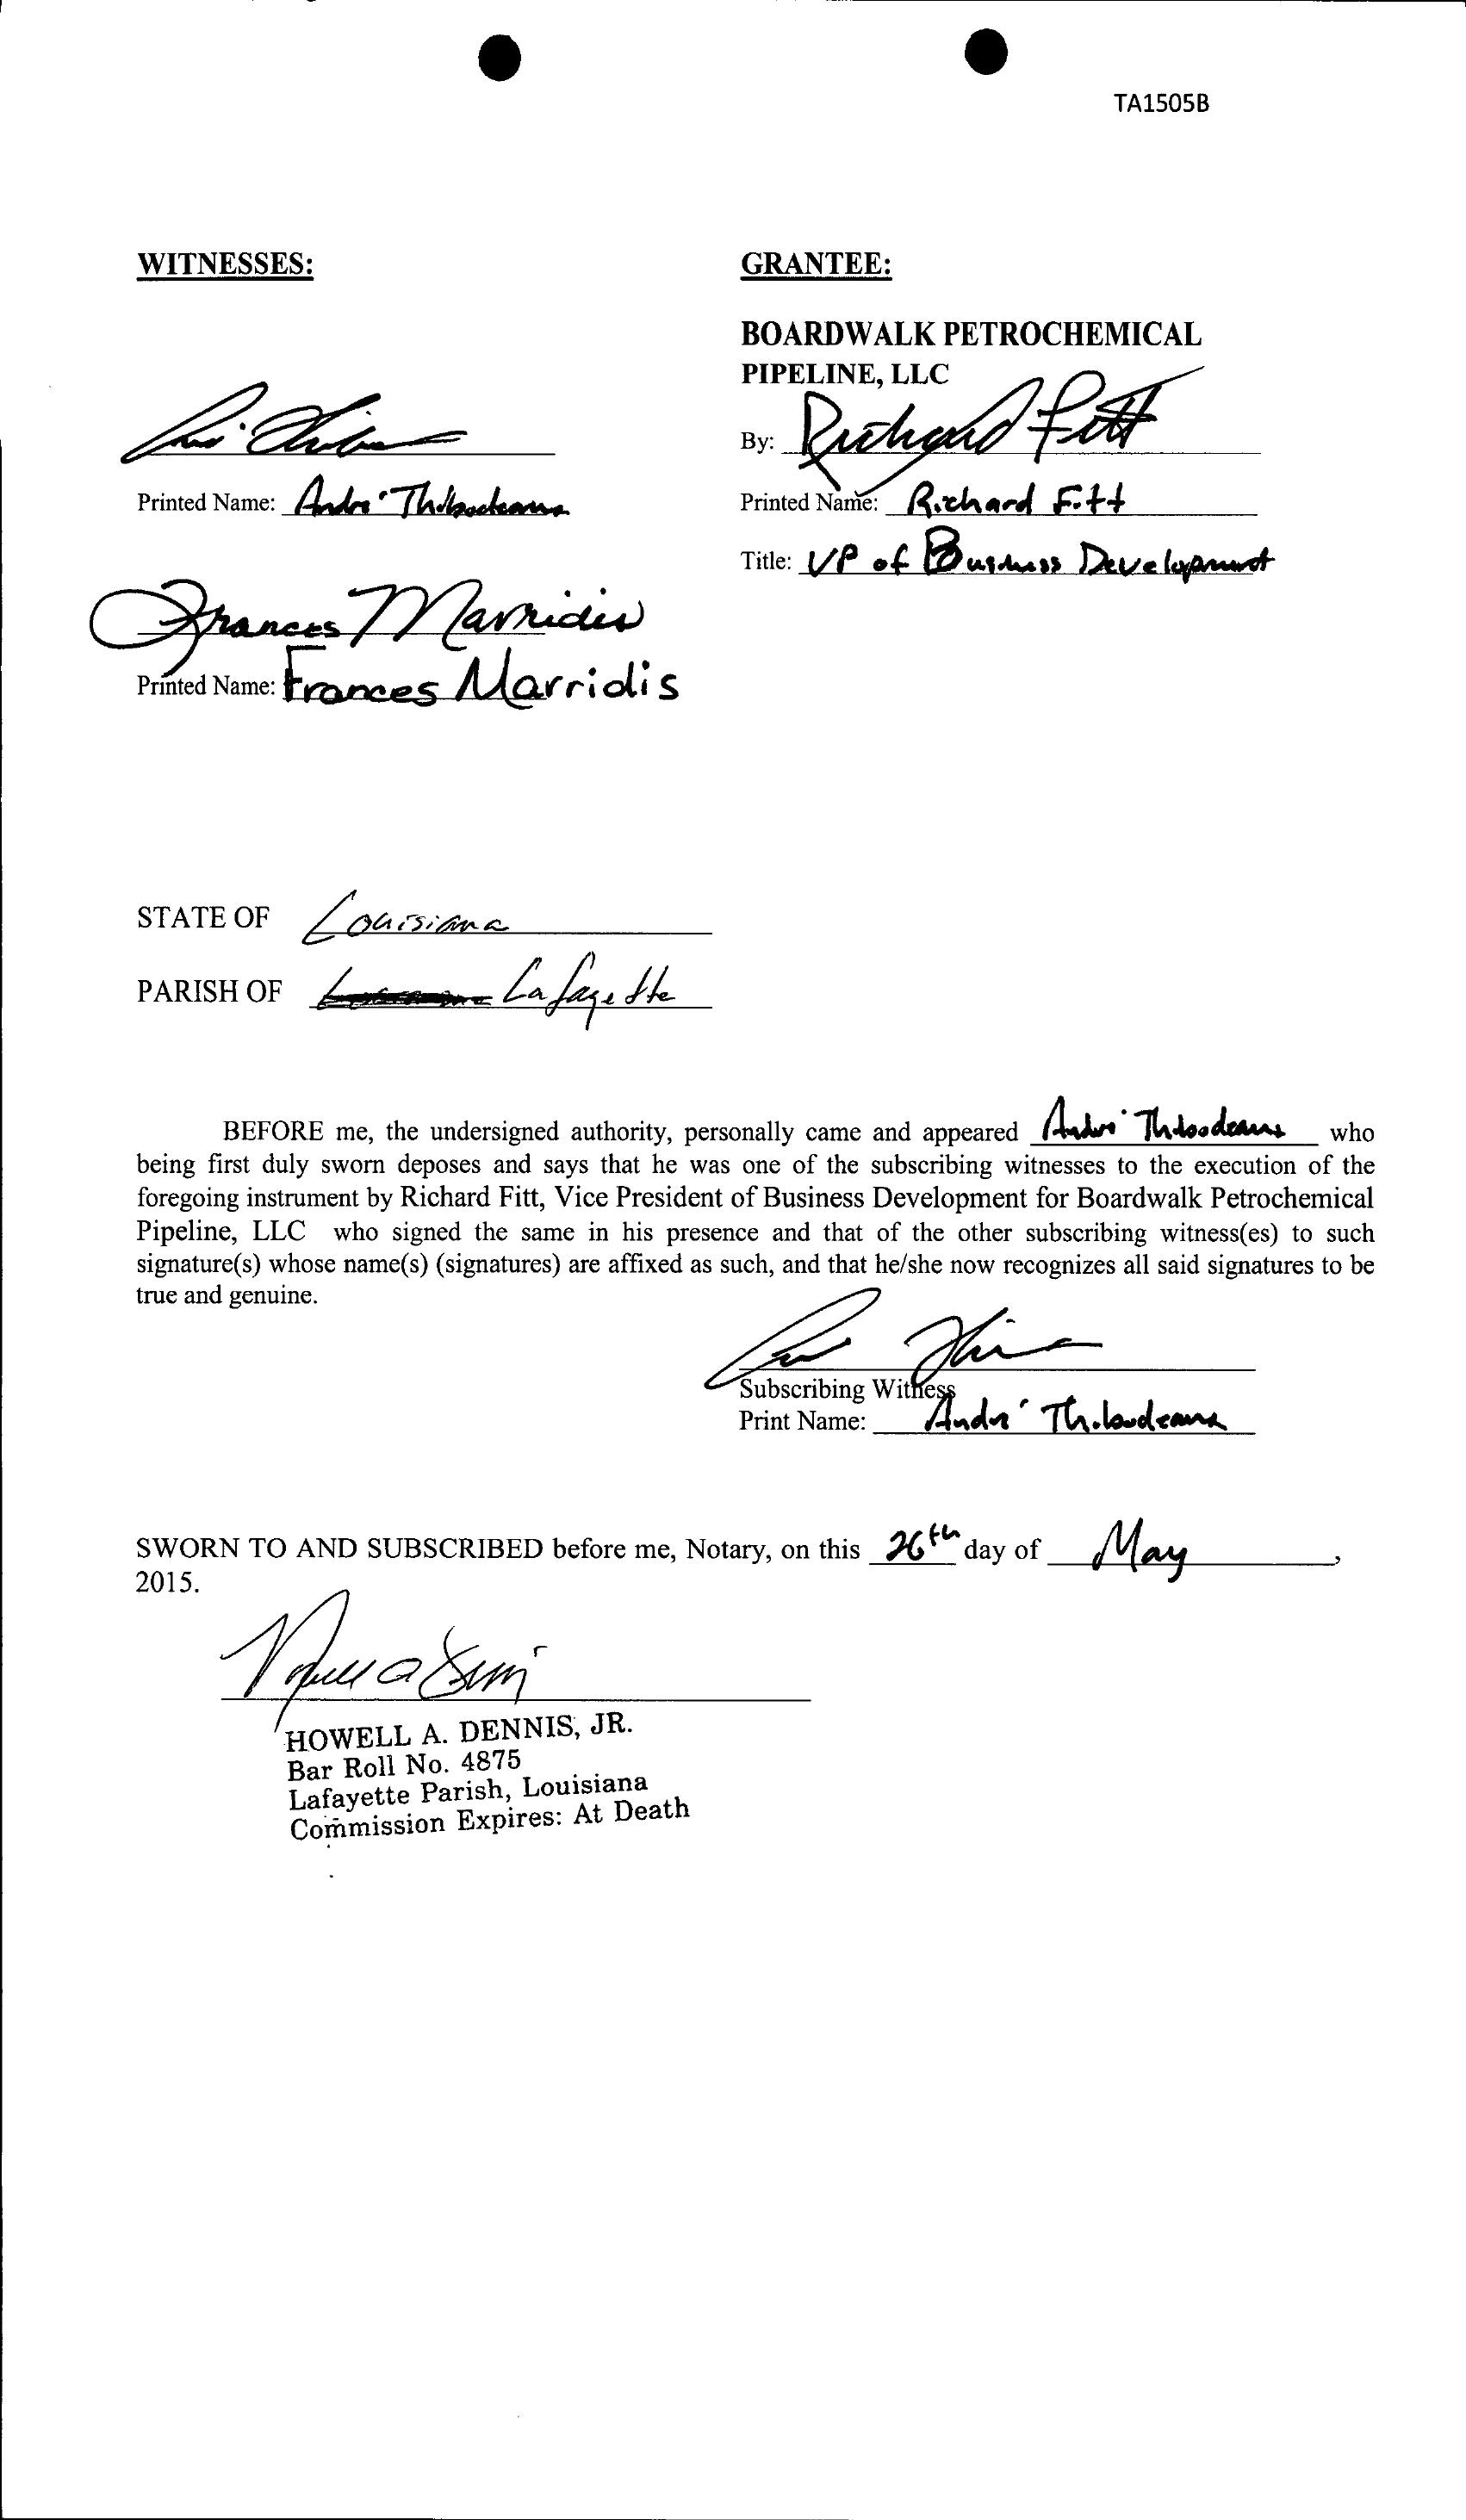 TA1505B
WITNESSES:
GRANTEE:
BOARDWALK PETROCHEMICAL
PIPELINE, LLC
By: Richard Fitt
Printed Name: André Thibodeaux
Printed Name: Richard Fitt
Title: VP of Business Development
Frances Marridis
Printed Name: Frances Marridis
STATE OF Louisiana
PARISH OF Lafayette
BEFORE me, the undersigned authority, personally came and appeared André Thibodeaux who
being first duly sworn deposes and says that he was one of the subscribing witnesses to the execution of the
foregoing instrument by Richard Fitt, Vice President of Business Development for Boardwalk Petrochemical
Pipeline, LLC who signed the same in his presence and that of the other subscribing witness(es) to such
signature(s) whose name(s) (signatures) are affixed as such, and that he/she now recognizes all said signatures to be
true and genuine.
Subscribing Witness
Print Name: André Thibodeaux
SWORN TO AND SUBSCRIBED before me, Notary, on this 26th day of May,
2015.
HOWELL A. DENNIS, JR.
Bar Roll No. 4875
Lafayette Parish, Louisiana
Commission Expires: At Death